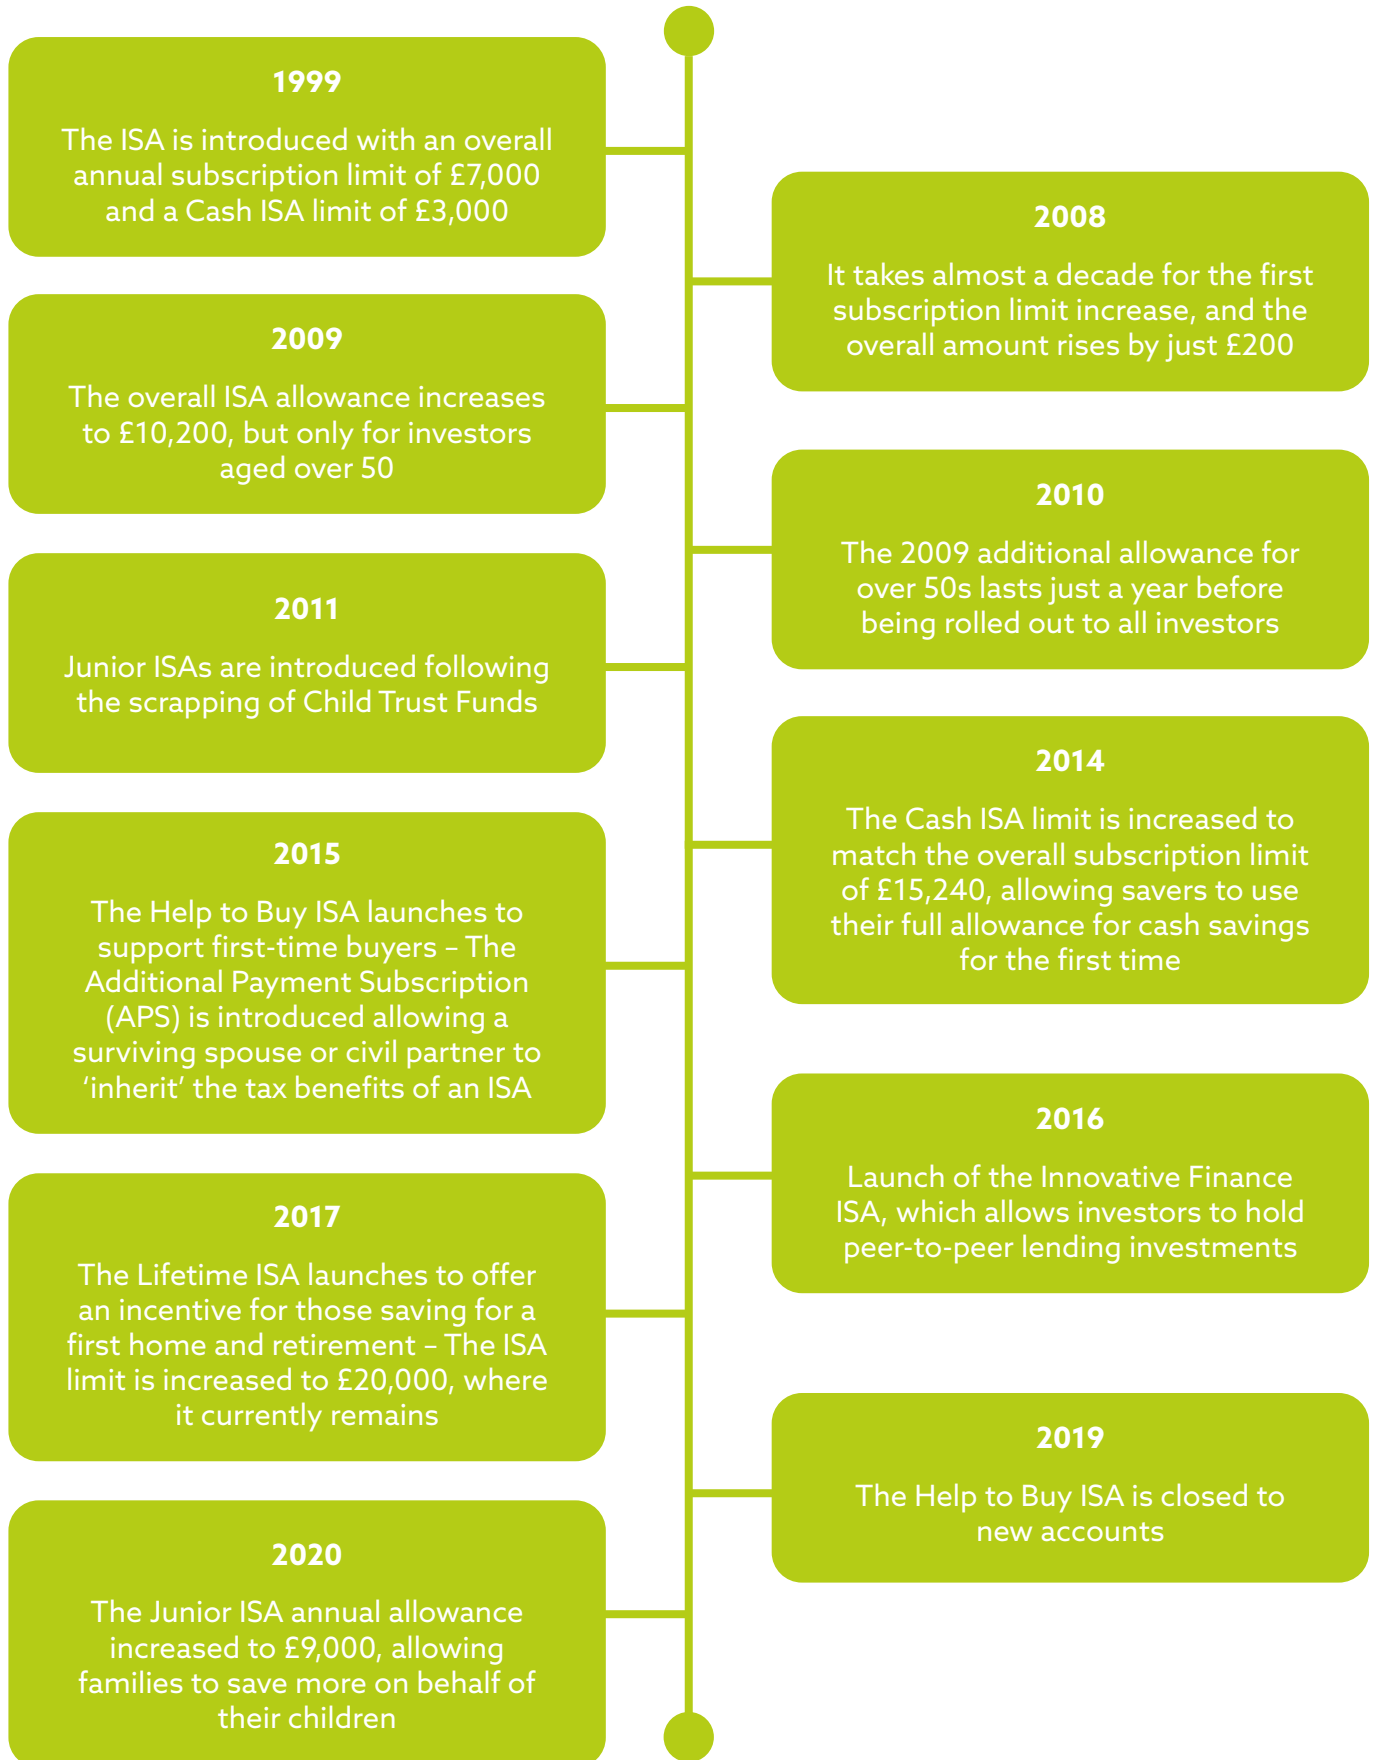 1999
The ISA is introduced with an overall
annual subscription limit of £7,000
and a Cash ISA limit of £3,000
2008
It takes almost a decade for the first
subscription limit increase, and the
overall amount rises by just £200
2009
The overall ISA allowance increases
to £10,200, but only for investors
aged over 50
2010
The 2009 additional allowance for
over 50s lasts just a year before
being rolled out to all investors
2011
Junior ISAs are introduced following
the scrapping of Child Trust Funds
2014
The Cash ISA limit is increased to
match the overall subscription limit
of £15,240, allowing savers to use
their full allowance for cash savings
for the first time
2015
The Help to Buy ISA launches to
support first-time buyers – The
Additional Payment Subscription
(APS) is introduced allowing a
surviving spouse or civil partner to
‘inherit’ the tax benefits of an ISA
2016
Launch of the Innovative Finance
ISA, which allows investors to hold
peer-to-peer lending investments
2017
The Lifetime ISA launches to offer
an incentive for those saving for a
first home and retirement – The ISA
limit is increased to £20,000, where
it currently remains
2019
The Help to Buy ISA is closed to
new accounts
2020
The Junior ISA annual allowance
increased to £9,000, allowing
families to save more on behalf of
their children